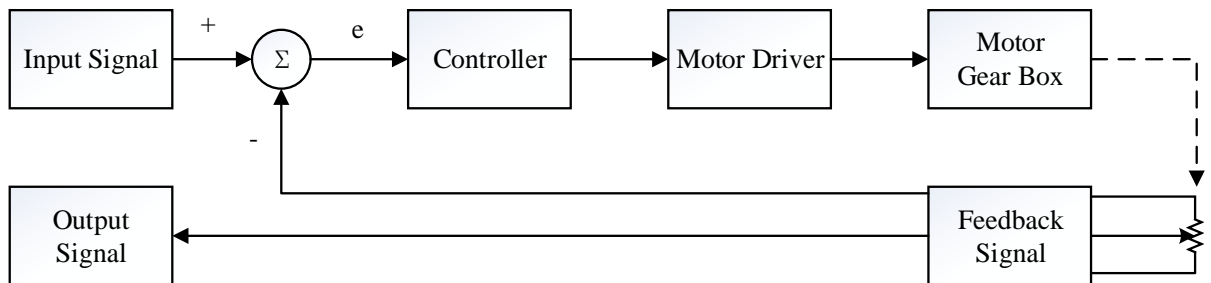 +
e
Input Signal
Σ
Controller
Motor Driver
Motor
Gear Box
-
Output
Signal
Feedback
Signal